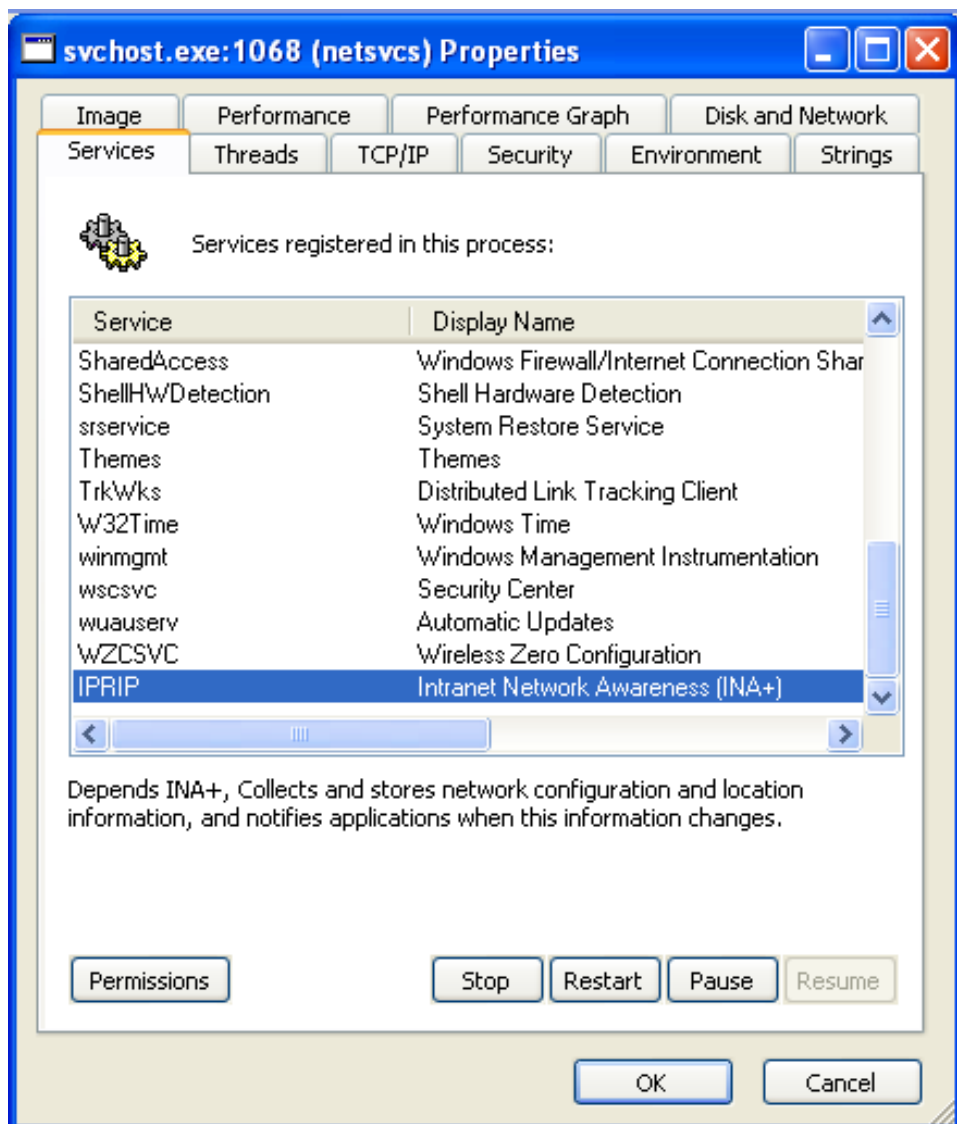 svchost.exe:1068 (netsvcs) Properties
Image Performance Performance Graph Disk and Network
Services Threads TCP/IP Security Environment Strings
Services registered in this process:
Service Display Name
SharedAccess Windows Firewall/Internet Connection Shar
ShellHWDetection Shell Hardware Detection
srservice System Restore Service
Themes Themes
TrkWks Distributed Link Tracking Client
W32Time Windows Time
winmgmt Windows Management Instrumentation
wscsvc Security Center
wuauserv Automatic Updates
WZCSVC Wireless Zero Configuration
IPRIP Intranet Network Awareness (INA+)
Depends INA+, Collects and stores network configuration and location
information, and notifies applications when this information changes.
Permissions Stop Restart Pause Resume
OK Cancel